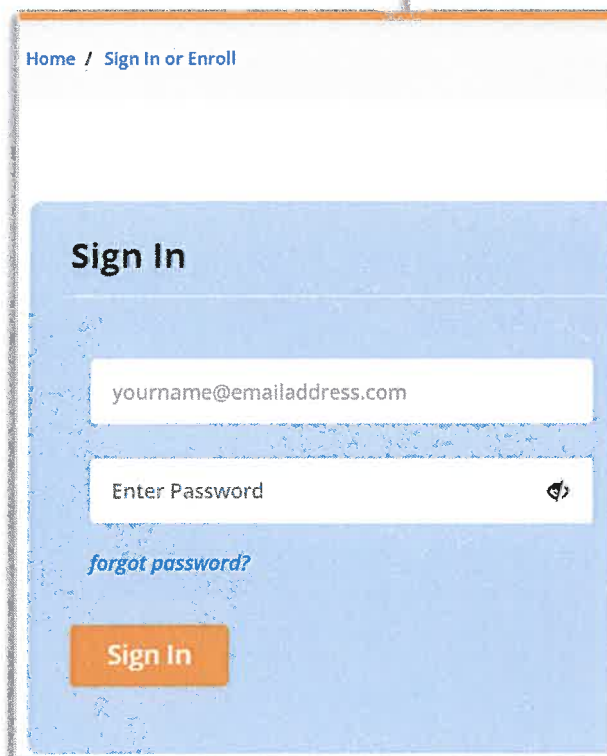 Home / Sign In or Enroll
Sign In
yourname@emailaddress.com
Enter Password
forgot password?
Sign In